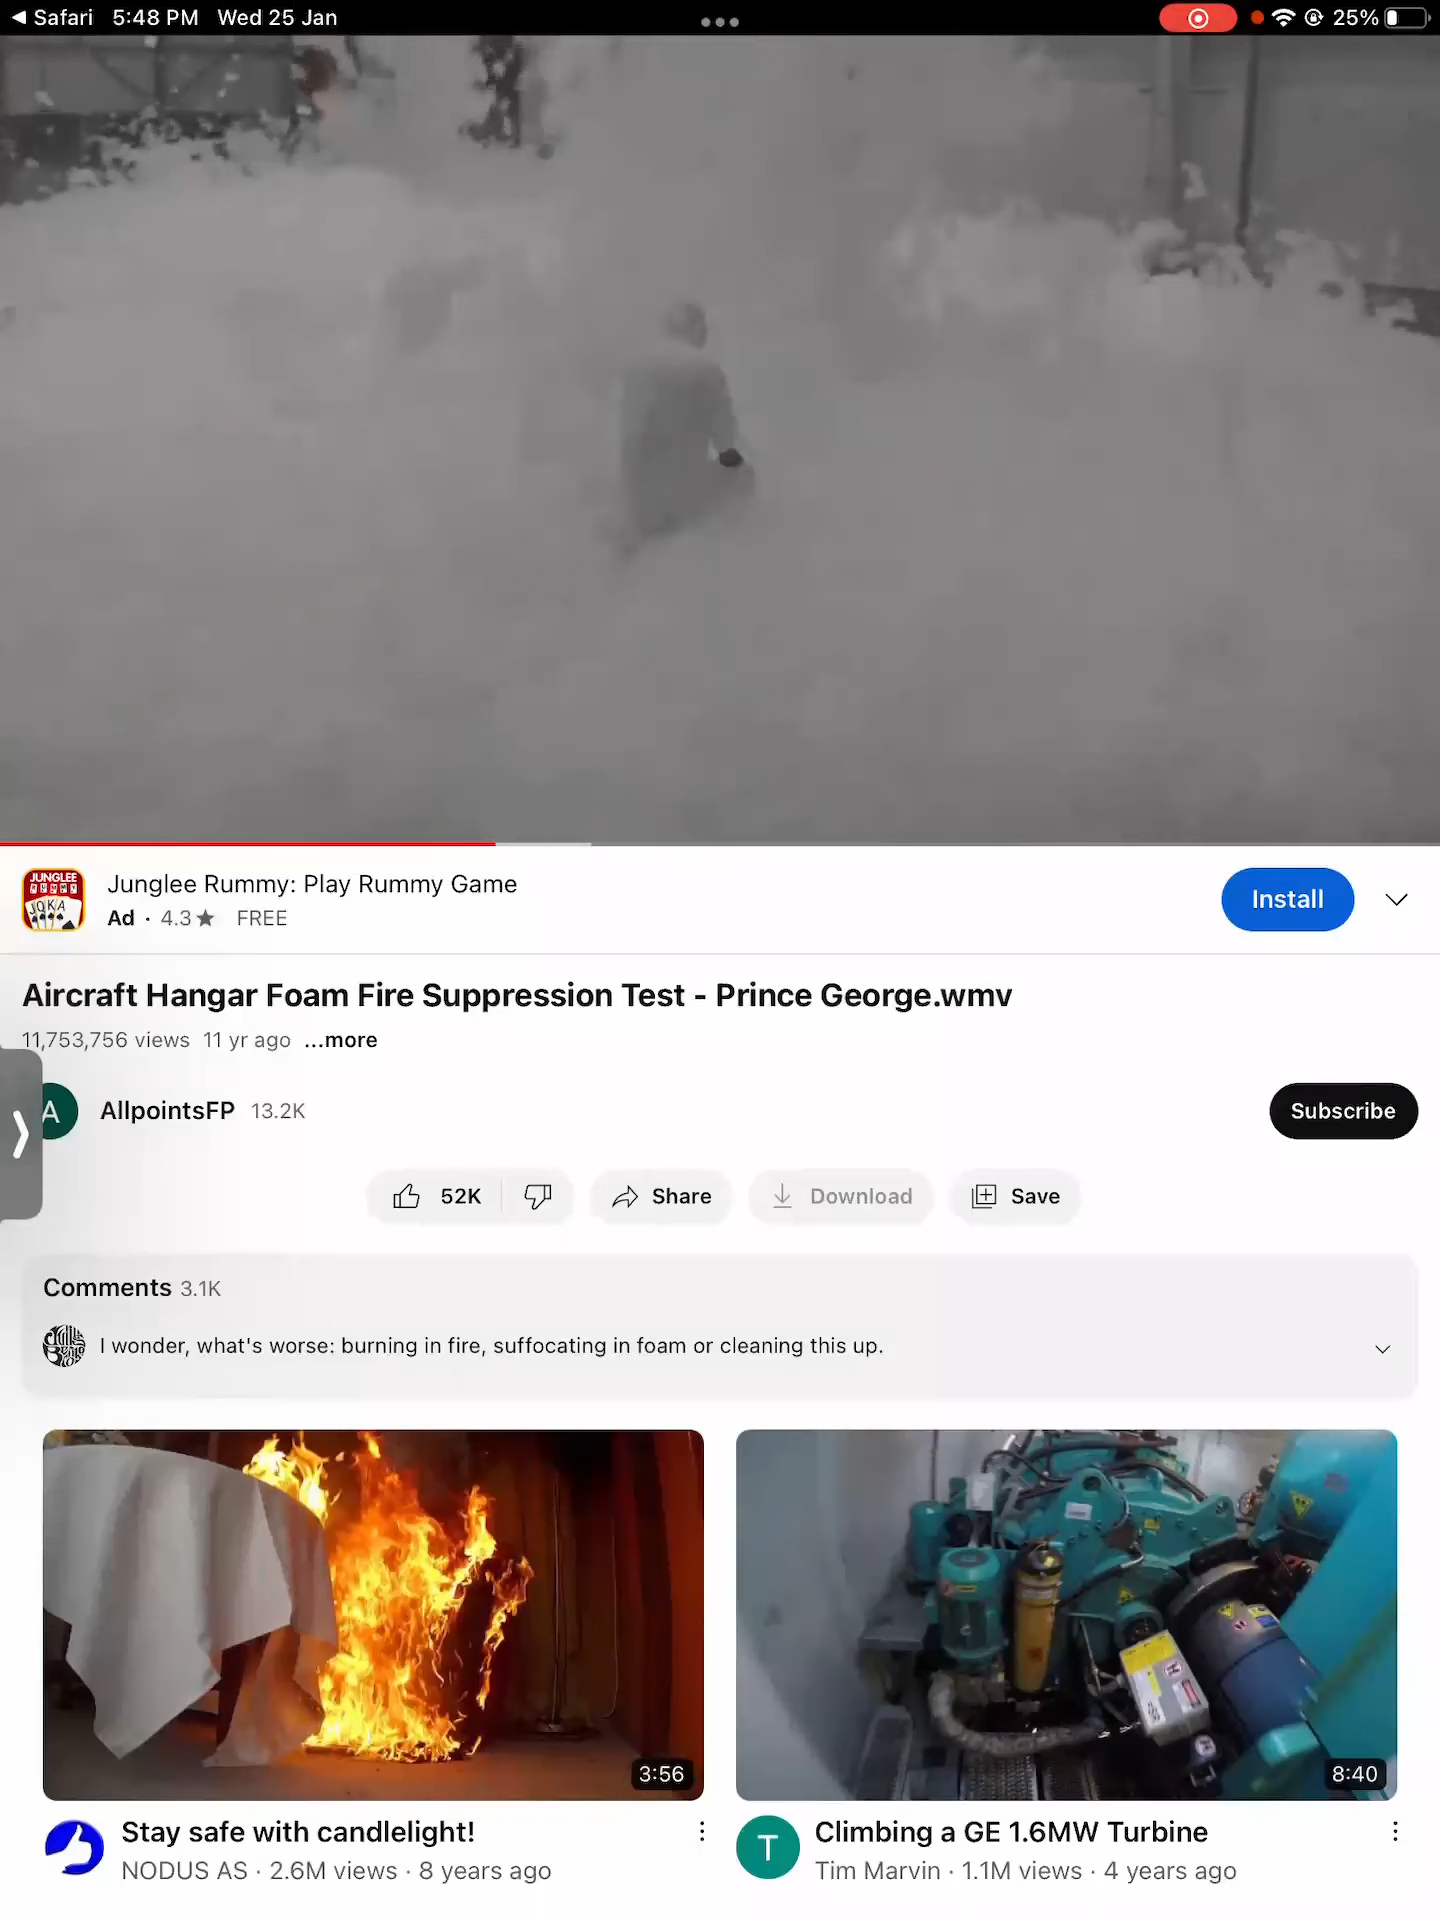 Safari 5:48 PM Wed 25 Jan
25%
JUNGLEE
RUMMY
JOKA
Junglee Rummy: Play Rummy Game
Ad · 4.3★ FREE
Install
Aircraft Hangar Foam Fire Suppression Test - Prince George.wmv
11,753,756 views 11 yr ago ...more
A
AllpointsFP 13.2K
Subscribe
52K
Share
Download
Save
Comments 3.1K
I wonder, what's worse: burning in fire, suffocating in foam or cleaning this up.
3:56
8:40
Stay safe with candlelight!
NODUS AS · 2.6M views · 8 years ago
T
Climbing a GE 1.6MW Turbine
Tim Marvin · 1.1M views · 4 years ago